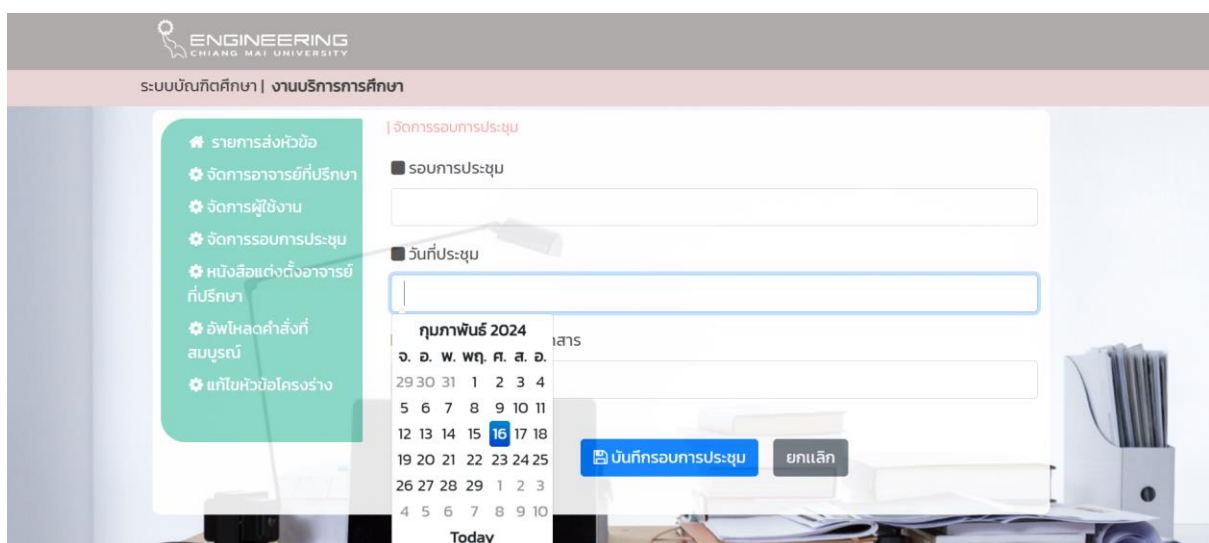 ENGINEERING
CHIANG MAI UNIVERSITY
ระบบบัณฑิตศึกษา | งานบริการการศึกษา
รายการส่งหัวข้อ
จัดการอาจารย์ที่ปรึกษา
จัดการผู้ใช้งาน
จัดการรอบการประชุม
หนังสือแต่งตั้งอาจารย์
ที่ปรึกษา
อัพโหลดคำสั่งที่
สมบูรณ์
แก้ไขหัวข้อโครงร่าง
| จัดการรอบการประชุม
รอบการประชุม
วันที่ประชุม
กุมภาพันธ์ 2024
จ. อ. พ. พฤ. ศ. ส. อ.
29 30 31 1 2 3 4
5 6 7 8 9 10 11
12 13 14 15 16 17 18
19 20 21 22 23 24 25
26 27 28 29 1 2 3
4 5 6 7 8 9 10
Today
บันทึกรอบการประชุม
ยกเลิก